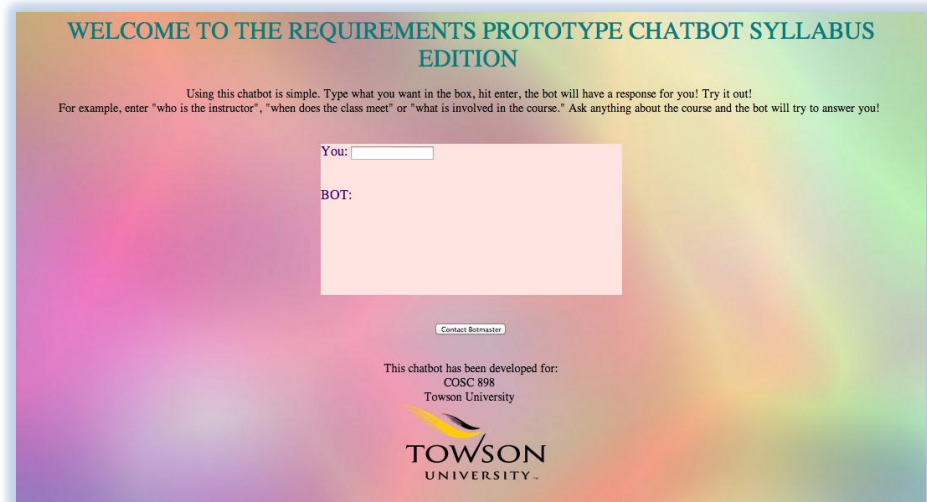 WELCOME TO THE REQUIREMENTS PROTOTYPE CHATBOT SYLLABUS
EDITION
Using this chatbot is simple. Type what you want in the box, hit enter, the bot will have a response for you! Try it out!
For example, enter "who is the instructor", "when does the class meet" or "what is involved in the course." Ask anything about the course and the bot will try to answer you!
You:
BOT:
Contact Botmaster
This chatbot has been developed for:
COSC 898
Towson University
TOWSON
UNIVERSITY